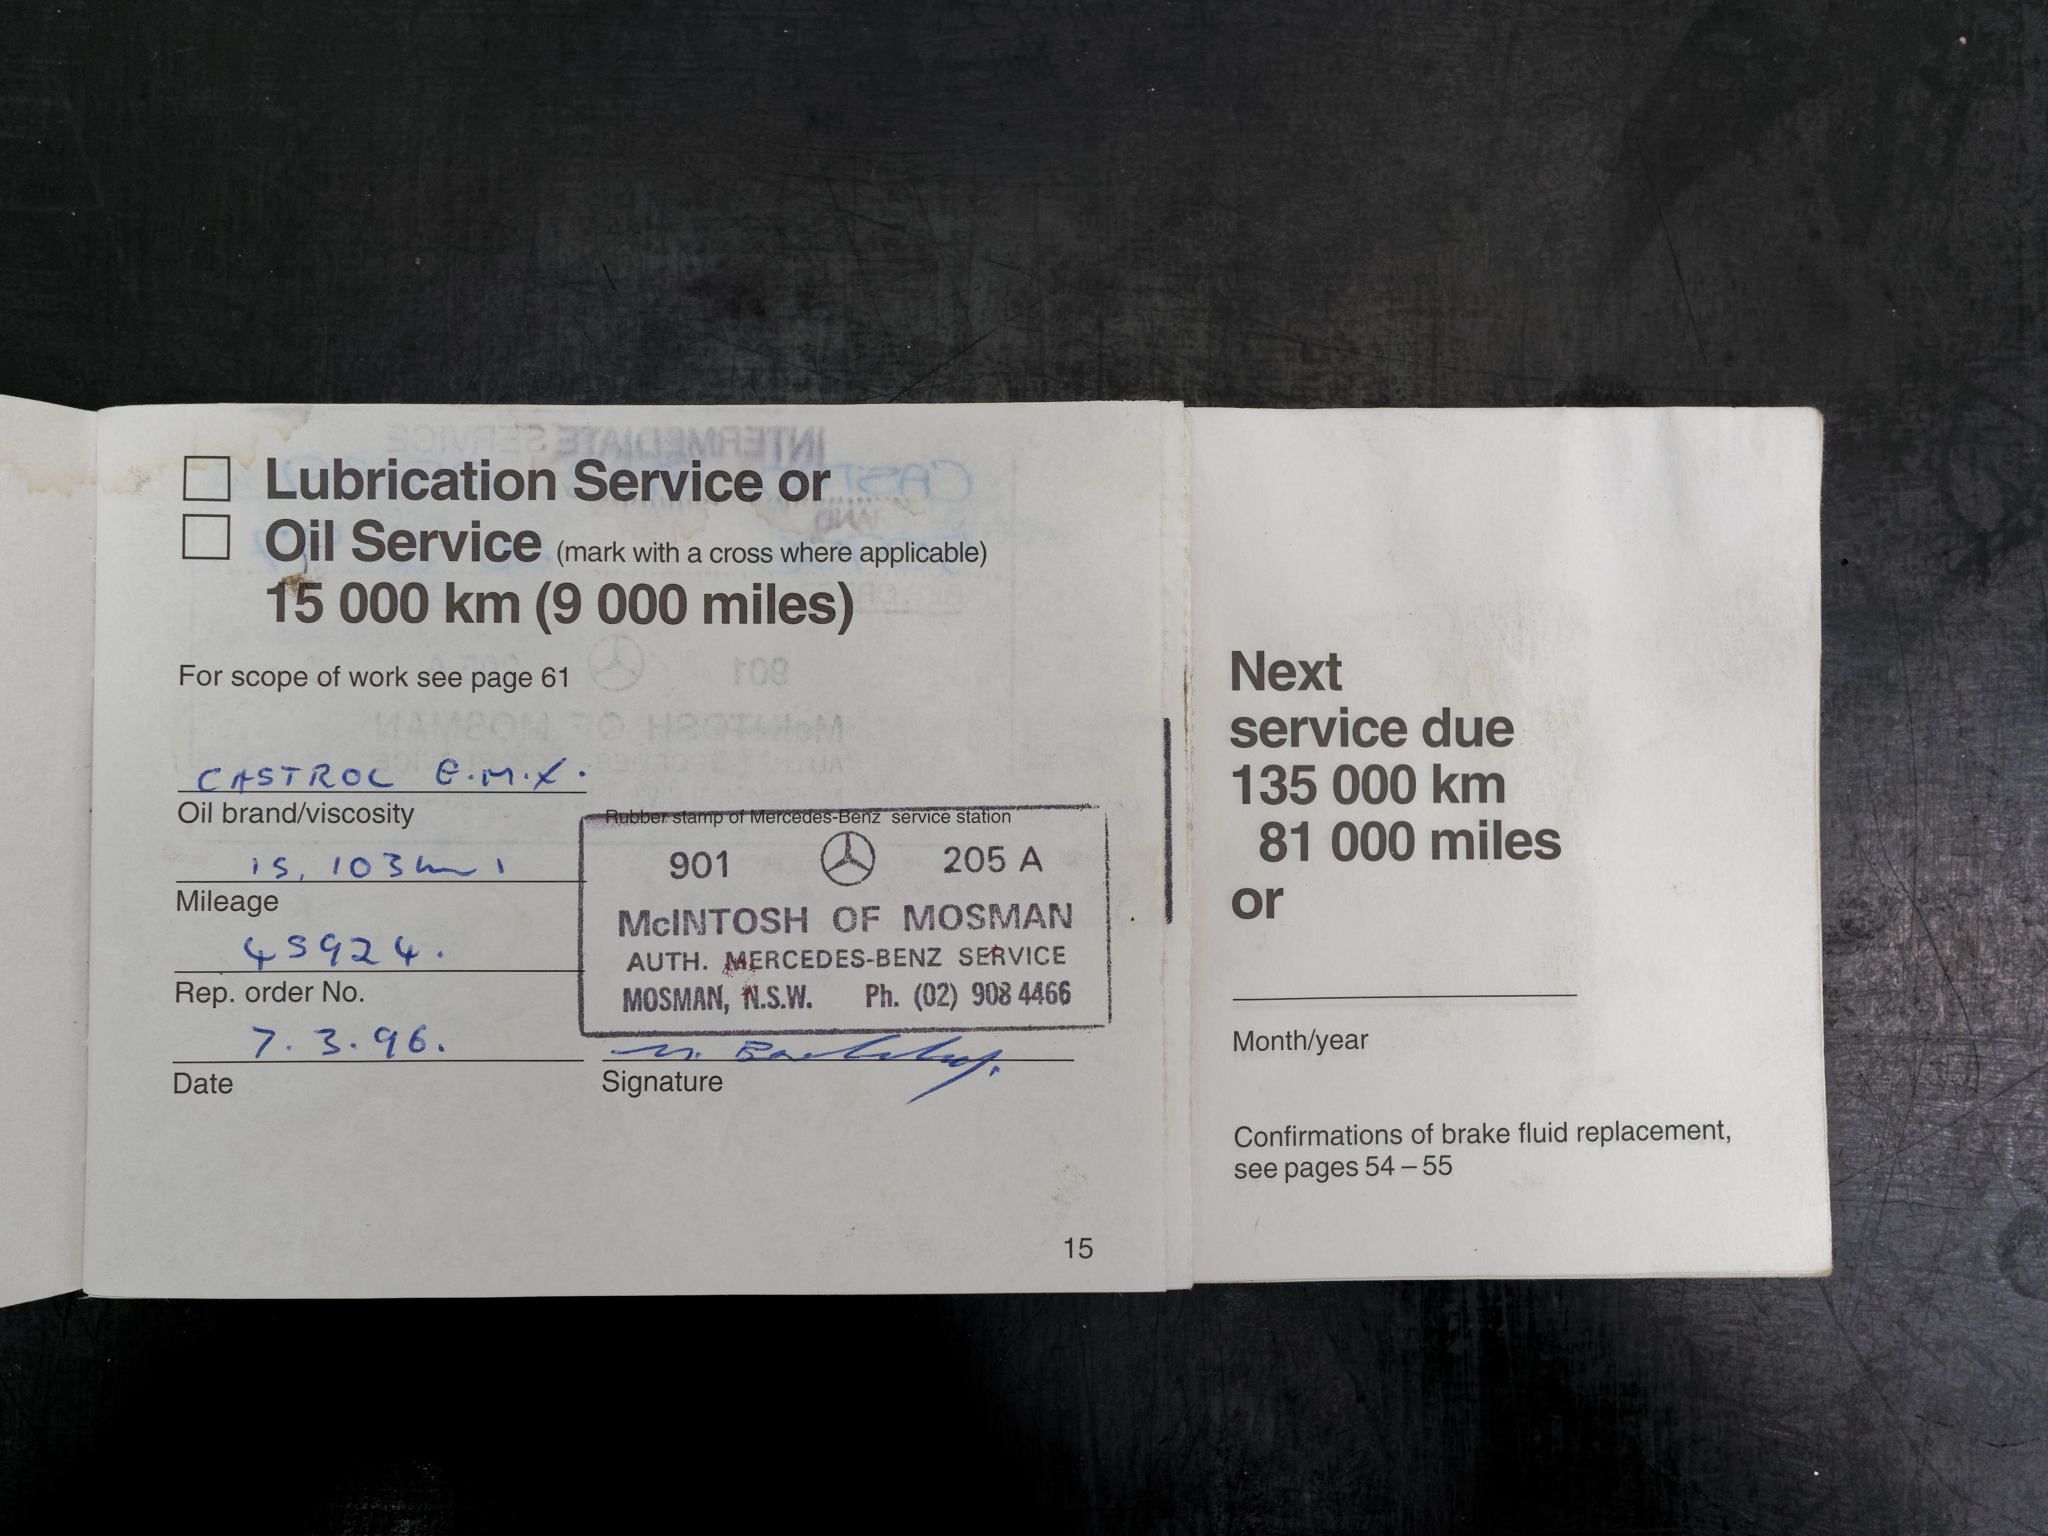 Lubrication Service or
Oil Service (mark with a cross where applicable)
15 000 km (9 000 miles)
For scope of work see page 61
CASTROL G.M.X.
Oil brand/viscosity
15,103
Mileage
45924.
Rep. order No.
7.3.96.
Date
Rubber stamp of Mercedes-Benz service station
901 205 A
McINTOSH OF MOSMAN
AUTH. MERCEDES-BENZ SERVICE
MOSMAN, N.S.W. Ph. (02) 908 4466
Signature
15
Next
service due
135 000 km
81 000 miles
or
Month/year
Confirmations of brake fluid replacement,
see pages 54 – 55